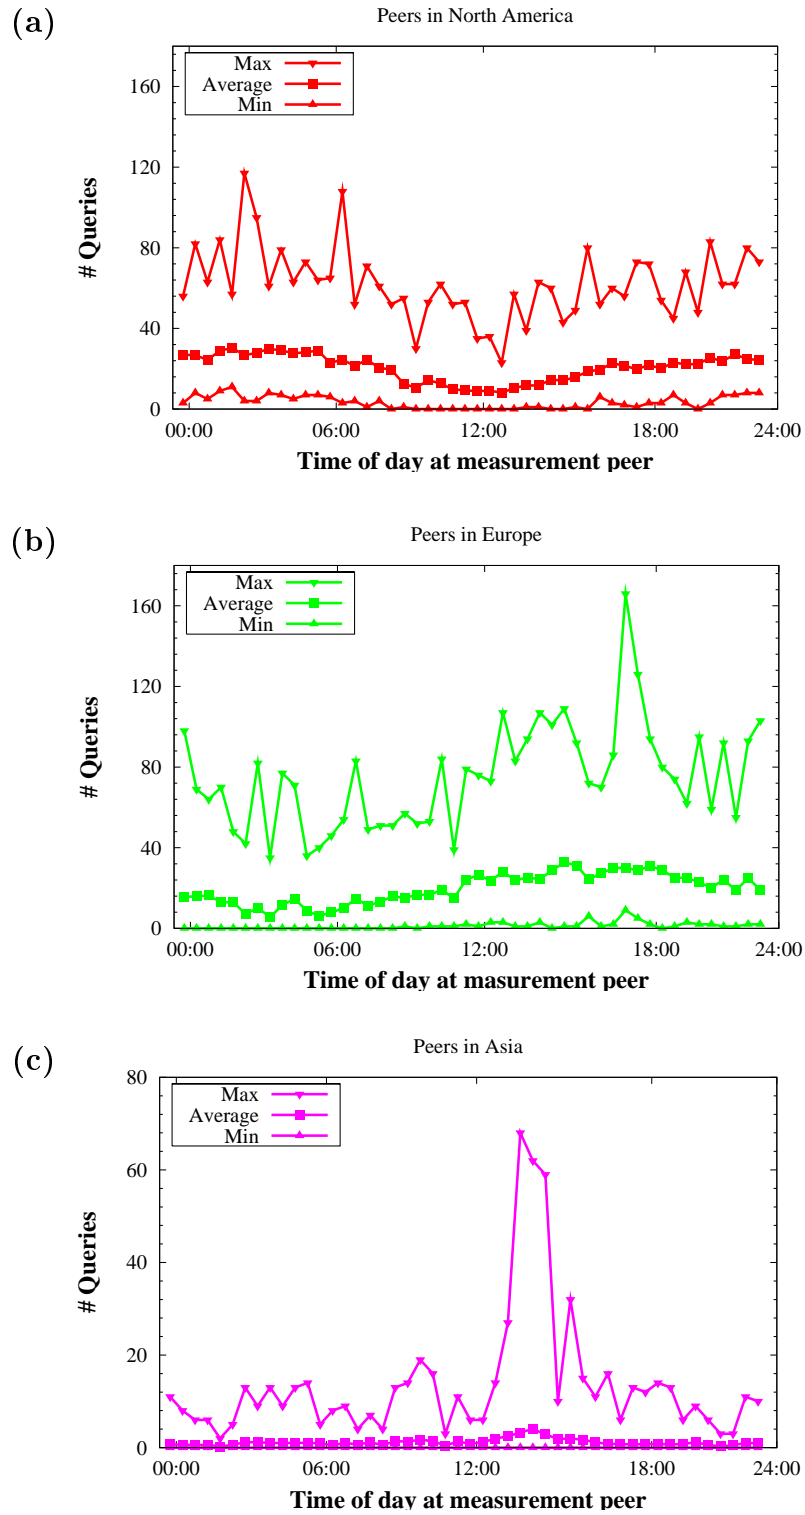 (a)
Peers in North America
Max
Average
Min
160
120
80
40
0
# Queries
00:00 06:00 12:00 18:00 24:00
Time of day at measurement peer
(b)
Peers in Europe
Max
Average
Min
160
120
80
40
0
# Queries
00:00 06:00 12:00 18:00 24:00
Time of day at masurement peer
(c)
Peers in Asia
Max
Average
Min
80
60
40
20
0
# Queries
00:00 06:00 12:00 18:00 24:00
Time of day at measurement peer